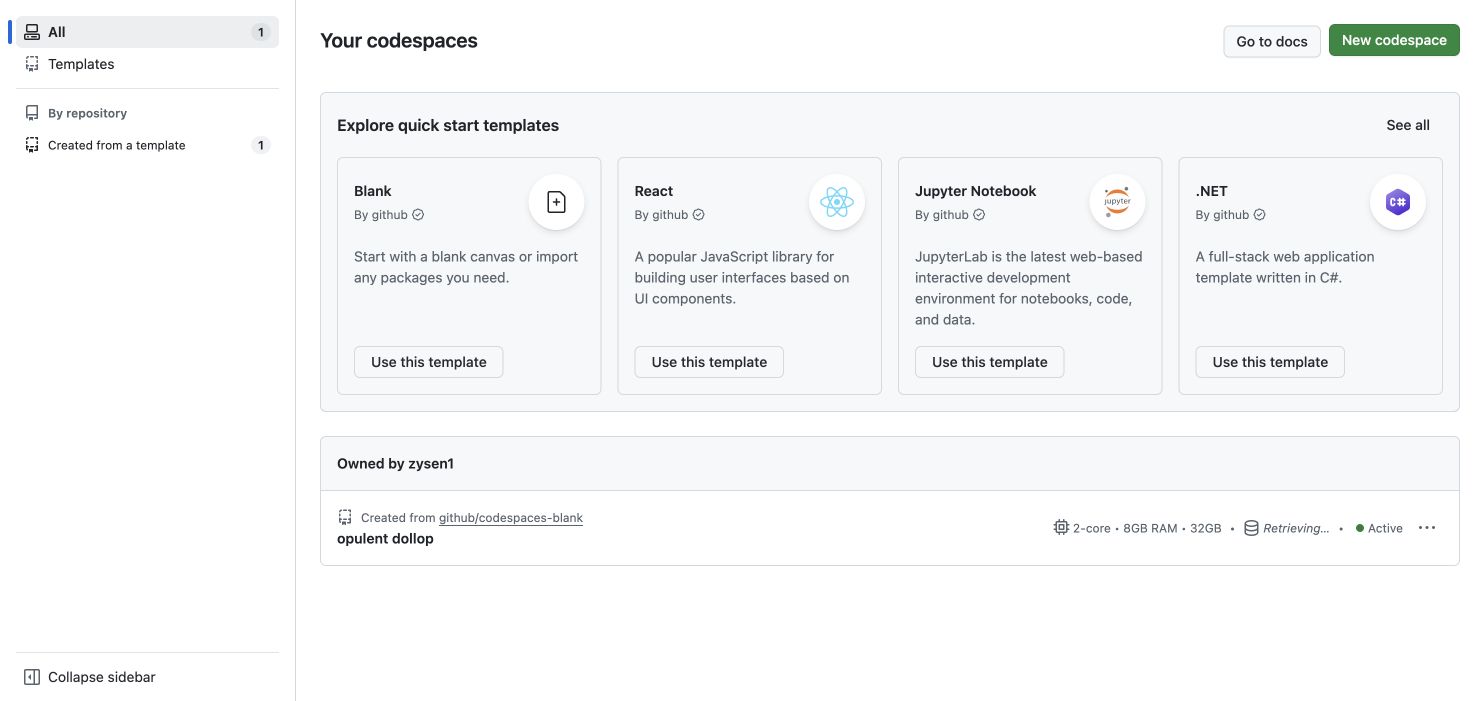 All 1
Templates
By repository
Created from a template 1
Collapse sidebar
Your codespaces
Go to docs
New codespace
Explore quick start templates
See all
Blank
By github
Start with a blank canvas or import
any packages you need.
Use this template
React
By github
A popular JavaScript library for
building user interfaces based on
UI components.
Use this template
Jupyter Notebook
By github
jupyter
JupyterLab is the latest web-based
interactive development
environment for notebooks, code,
and data.
Use this template
.NET
By github
C#
A full-stack web application
template written in C#.
Use this template
Owned by zysen1
Created from github/codespaces-blank
opulent dollop
2-core • 8GB RAM • 32GB • Retrieving... • Active ···